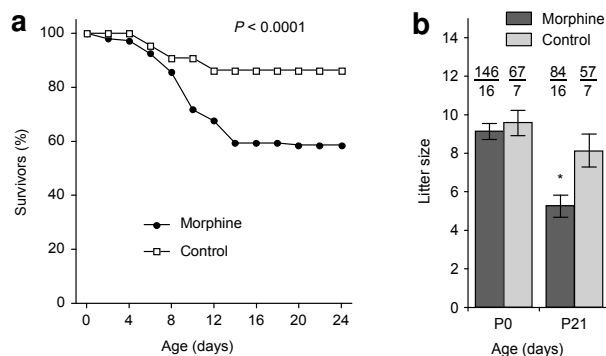 a
P < 0.0001
100
80
60
40
20
0
Survivors (%)
Morphine
Control
0 4 8 12 16 20 24
Age (days)
b
Morphine
Control
14
12
10
8
6
4
2
0
Litter size
146 67 84 57
16 7 16 7
*
P0 P21
Age (days)